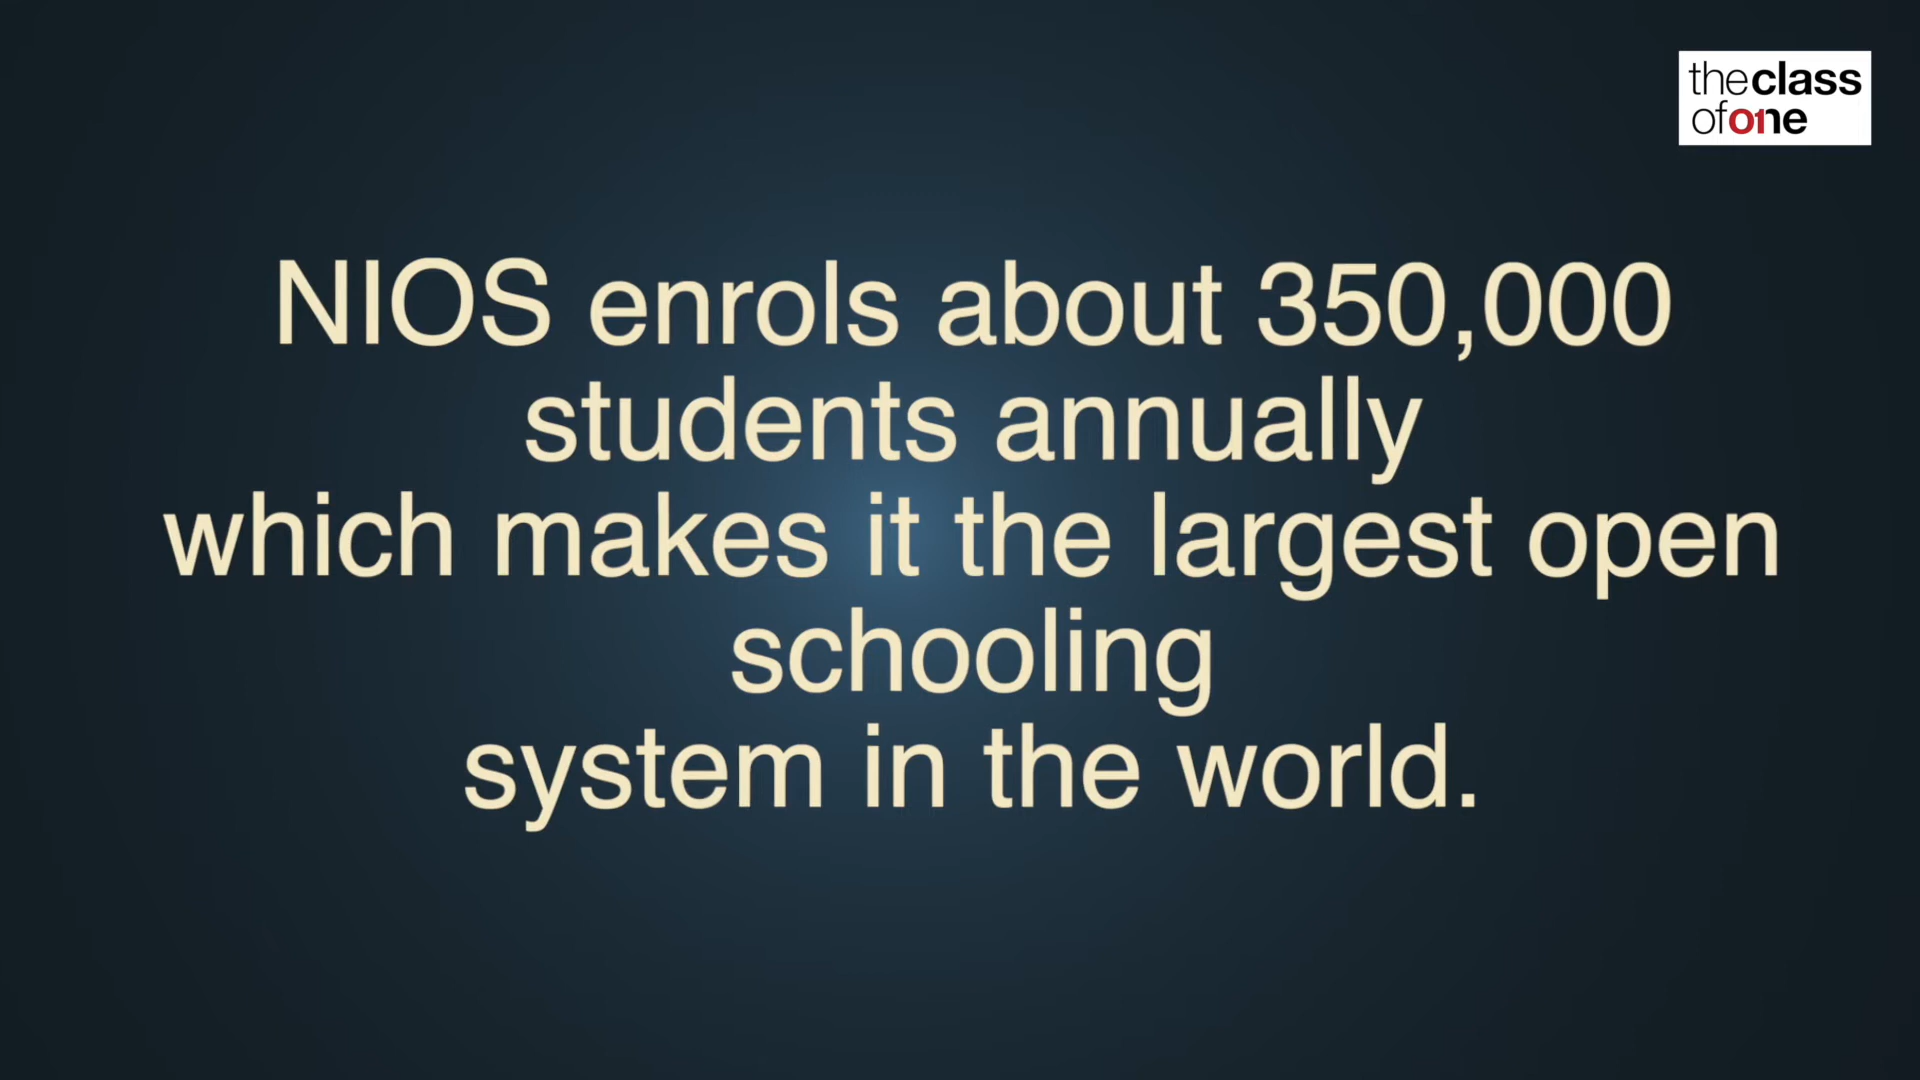 theclass
ofone
NIOS enrols about 350,000
students annually
which makes it the largest open
schooling
system in the world.